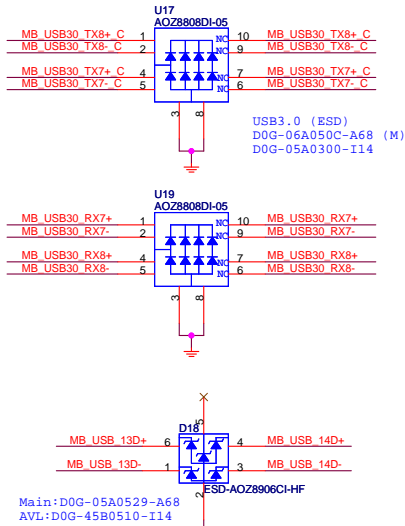 U17
AOZ8808DI-05
MB_USB30_TX8+_C 1 NC 10 MB_USB30_TX8+_C
MB_USB30_TX8-_C 2 NC 9 MB_USB30_TX8-_C
MB_USB30_TX7+_C 4 NC 7 MB_USB30_TX7+_C
MB_USB30_TX7-_C 5 NC 6 MB_USB30_TX7-_C
3 8
USB3.0 (ESD)
D0G-06A050C-A68 (M)
D0G-05A0300-I14
U19
AOZ8808DI-05
MB_USB30_RX7+ 1 NC 10 MB_USB30_RX7+
MB_USB30_RX7- 2 NC 9 MB_USB30_RX7-
MB_USB30_RX8+ 4 NC 7 MB_USB30_RX8+
MB_USB30_RX8- 5 NC 6 MB_USB30_RX8-
3 8
D18 5
MB_USB_13D+ 6 4 MB_USB_14D+
MB_USB_13D- 1 3 MB_USB_14D-
2 ESD-AOZ8906CI-HF
Main:D0G-05A0529-A68
AVL:D0G-45B0510-I14